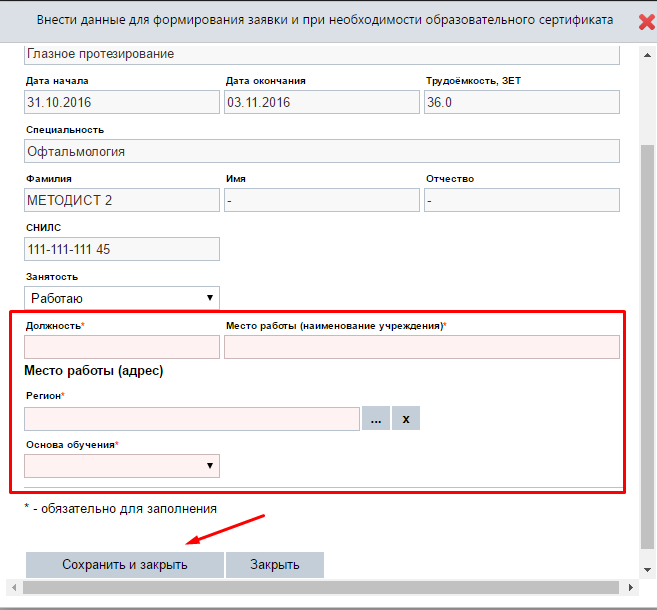 Внести данные для формирования заявки и при необходимости образовательного сертификата
Глазное протезирование
Дата начала Дата окончания Трудоёмкость, ЗЕТ
31.10.2016 03.11.2016 36.0
Специальность
Офтальмология
Фамилия Имя Отчество
МЕТОДИСТ 2 - -
СНИЛС
111-111-111 45
Занятость
Работаю
Должность* Место работы (наименование учреждения)*
Место работы (адрес)
Регион*
... x
Основа обучения*
* - обязательно для заполнения
Сохранить и закрыть Закрыть